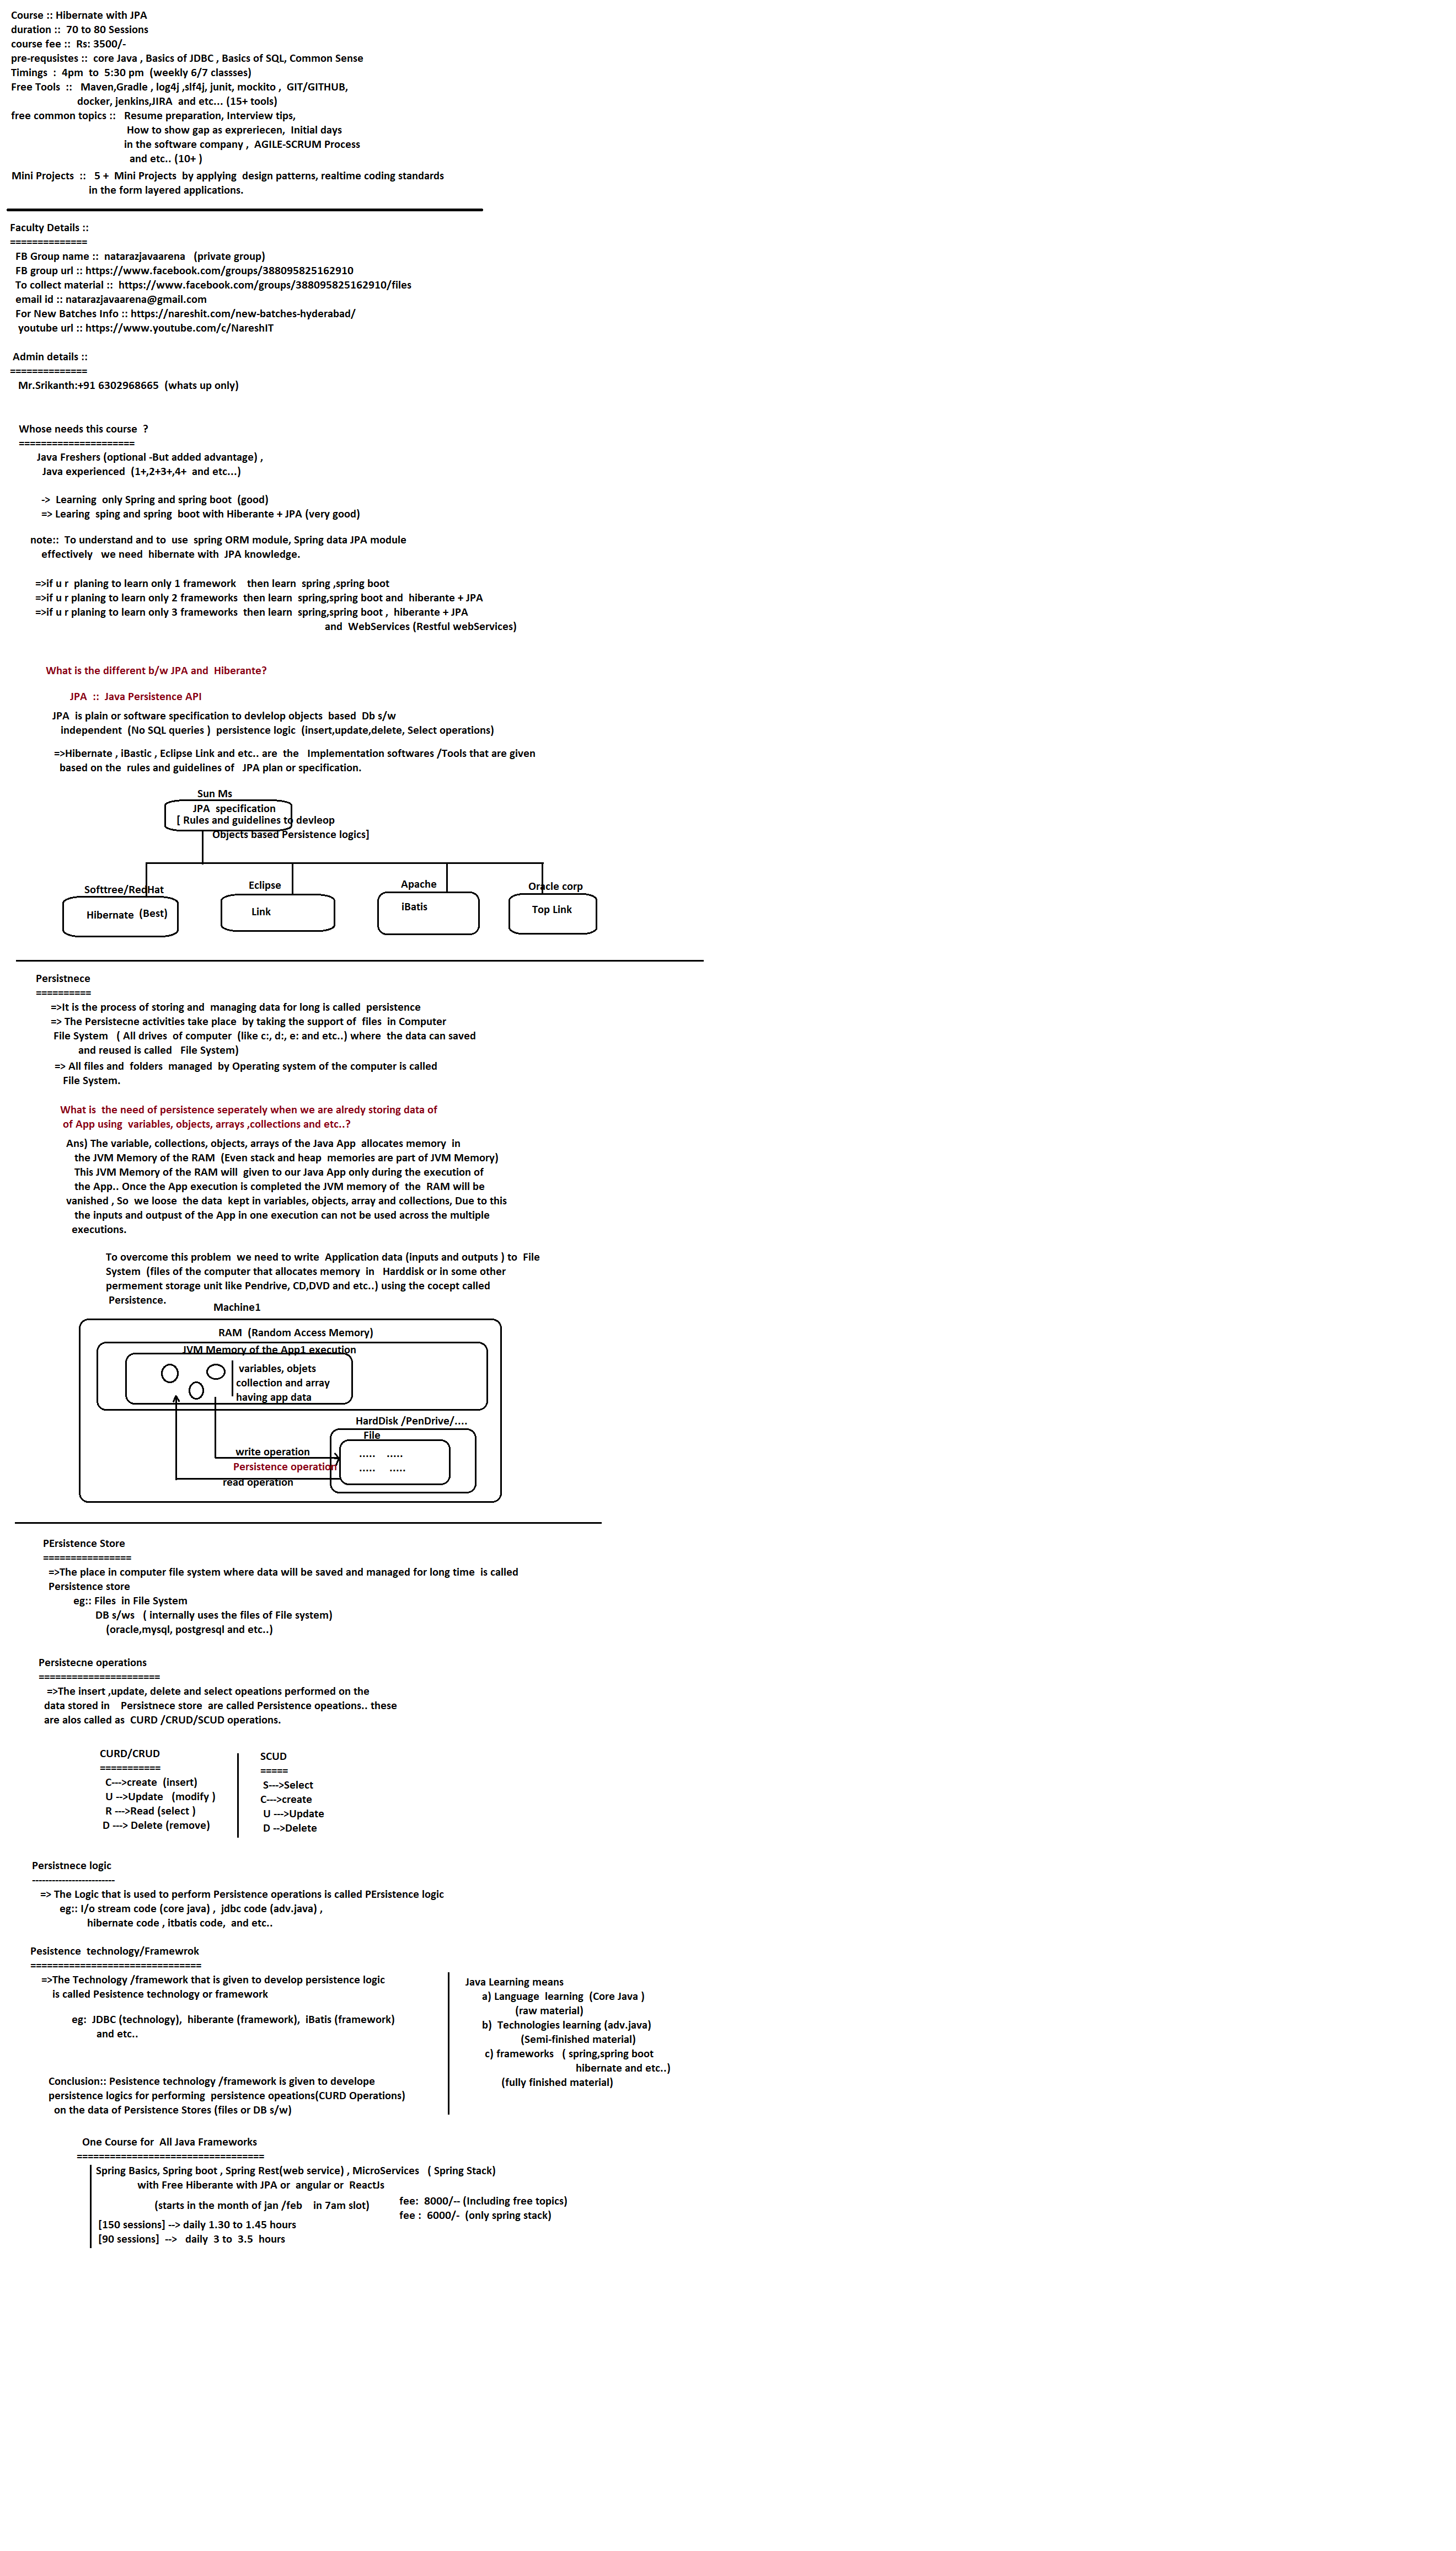 Course :: Hibernate with JPA
duration :: 70 to 80 Sessions
course fee :: Rs: 3500/-
pre-requsistes :: core Java , Basics of JDBC , Basics of SQL, Common Sense
Timings : 4pm to 5:30 pm (weekly 6/7 classses)
Free Tools :: Maven,Gradle , log4j ,slf4j, junit, mockito , GIT/GITHUB,
docker, jenkins,JIRA and etc... (15+ tools)
free common topics :: Resume preparation, Interview tips,
How to show gap as expreriecen, Initial days
in the software company , AGILE-SCRUM Process
and etc.. (10+ )
Mini Projects :: 5 + Mini Projects by applying design patterns, realtime coding standards
in the form layered applications.
Faculty Details ::
==============
FB Group name :: natarazjavaarena (private group)
FB group url :: https://www.facebook.com/groups/388095825162910
To collect material :: https://www.facebook.com/groups/388095825162910/files
email id :: natarazjavaarena@gmail.com
For New Batches Info :: https://nareshit.com/new-batches-hyderabad/
youtube url :: https://www.youtube.com/c/NareshIT
Admin details ::
==============
Mr.Srikanth:+91 6302968665 (whats up only)
Whose needs this course ?
=====================
Java Freshers (optional -But added advantage) ,
Java experienced (1+,2+3+,4+ and etc...)
-> Learning only Spring and spring boot (good)
=> Learing sping and spring boot with Hiberante + JPA (very good)
note:: To understand and to use spring ORM module, Spring data JPA module
effectively we need hibernate with JPA knowledge.
=>if u r planing to learn only 1 framework then learn spring ,spring boot
=>if u r planing to learn only 2 frameworks then learn spring,spring boot and hiberante + JPA
=>if u r planing to learn only 3 frameworks then learn spring,spring boot , hiberante + JPA
and WebServices (Restful webServices)
What is the different b/w JPA and Hiberante?
JPA :: Java Persistence API
JPA is plain or software specification to devlelop objects based Db s/w
independent (No SQL queries ) persistence logic (insert,update,delete, Select operations)
=>Hibernate , iBastic , Eclipse Link and etc.. are the Implementation softwares /Tools that are given
based on the rules and guidelines of JPA plan or specification.
Sun Ms
JPA specification
[ Rules and guidelines to devleop
Objects based Persistence logics]
Softtree/RedHat
Eclipse
Apache
Oracle corp
Hibernate (Best)
Link
iBatis
Top Link
Persistnece
==========
=>It is the process of storing and managing data for long is called persistence
=> The Persistecne activities take place by taking the support of files in Computer
File System ( All drives of computer (like c:, d:, e: and etc..) where the data can saved
and reused is called File System)
=> All files and folders managed by Operating system of the computer is called
File System.
What is the need of persistence seperately when we are alredy storing data of
of App using variables, objects, arrays ,collections and etc..?
Ans) The variable, collections, objects, arrays of the Java App allocates memory in
the JVM Memory of the RAM (Even stack and heap memories are part of JVM Memory)
This JVM Memory of the RAM will given to our Java App only during the execution of
the App.. Once the App execution is completed the JVM memory of the RAM will be
vanished , So we loose the data kept in variables, objects, array and collections, Due to this
the inputs and outpust of the App in one execution can not be used across the multiple
executions.
To overcome this problem we need to write Application data (inputs and outputs ) to File
System (files of the computer that allocates memory in Harddisk or in some other
permement storage unit like Pendrive, CD,DVD and etc..) using the cocept called
Persistence.
Machine1
RAM (Random Access Memory)
JVM Memory of the App1 execution
variables, objets
collection and array
having app data
HardDisk /PenDrive/....
File
write operation
..... .....
Persistence operation
..... .....
read operation
PErsistence Store
================
=>The place in computer file system where data will be saved and managed for long time is called
Persistence store
eg:: Files in File System
DB s/ws ( internally uses the files of File system)
(oracle,mysql, postgresql and etc..)
Persistecne operations
======================
=>The insert ,update, delete and select opeations performed on the
data stored in Persistnece store are called Persistence opeations.. these
are alos called as CURD /CRUD/SCUD operations.
CURD/CRUD
===========
C--->create (insert)
U -->Update (modify )
R --->Read (select )
D ---> Delete (remove)
SCUD
=====
S--->Select
C--->create
U --->Update
D -->Delete
Persistnece logic
-------------------------
=> The Logic that is used to perform Persistence operations is called PErsistence logic
eg:: I/o stream code (core java) , jdbc code (adv.java) ,
hibernate code , itbatis code, and etc..
Pesistence technology/Framewrok
===============================
=>The Technology /framework that is given to develop persistence logic
is called Pesistence technology or framework
eg: JDBC (technology), hiberante (framework), iBatis (framework)
and etc..
Conclusion:: Pesistence technology /framework is given to develope
persistence logics for performing persistence opeations(CURD Operations)
on the data of Persistence Stores (files or DB s/w)
Java Learning means
a) Language learning (Core Java )
(raw material)
b) Technologies learning (adv.java)
(Semi-finished material)
c) frameworks ( spring,spring boot
hibernate and etc..)
(fully finished material)
One Course for All Java Frameworks
==================================
Spring Basics, Spring boot , Spring Rest(web service) , MicroServices ( Spring Stack)
with Free Hiberante with JPA or angular or ReactJs
(starts in the month of jan /feb in 7am slot)
fee: 8000/-- (Including free topics)
fee : 6000/- (only spring stack)
[150 sessions] --> daily 1.30 to 1.45 hours
[90 sessions] --> daily 3 to 3.5 hours